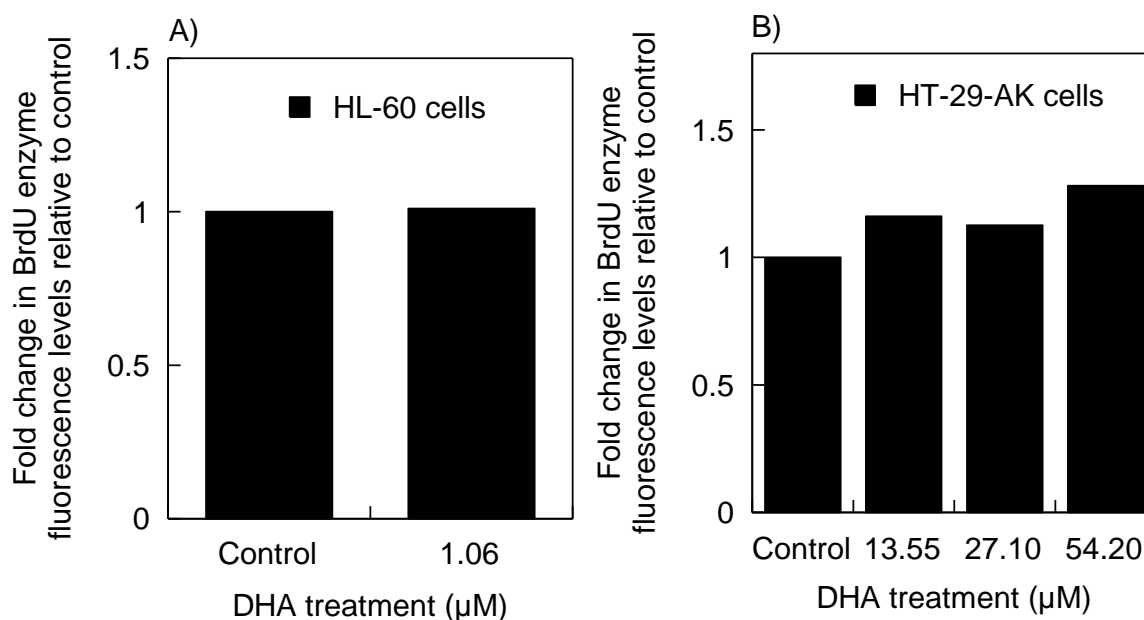 A)
Fold change in BrdU enzyme
fluorescence levels relative to control
1.5
1
0.5
0
HL-60 cells
Control 1.06
DHA treatment (µM)
B)
Fold change in BrdU enzyme
fluorescence levels relative to control
1.5
1
0.5
0
HT-29-AK cells
Control 13.55 27.10 54.20
DHA treatment (µM)